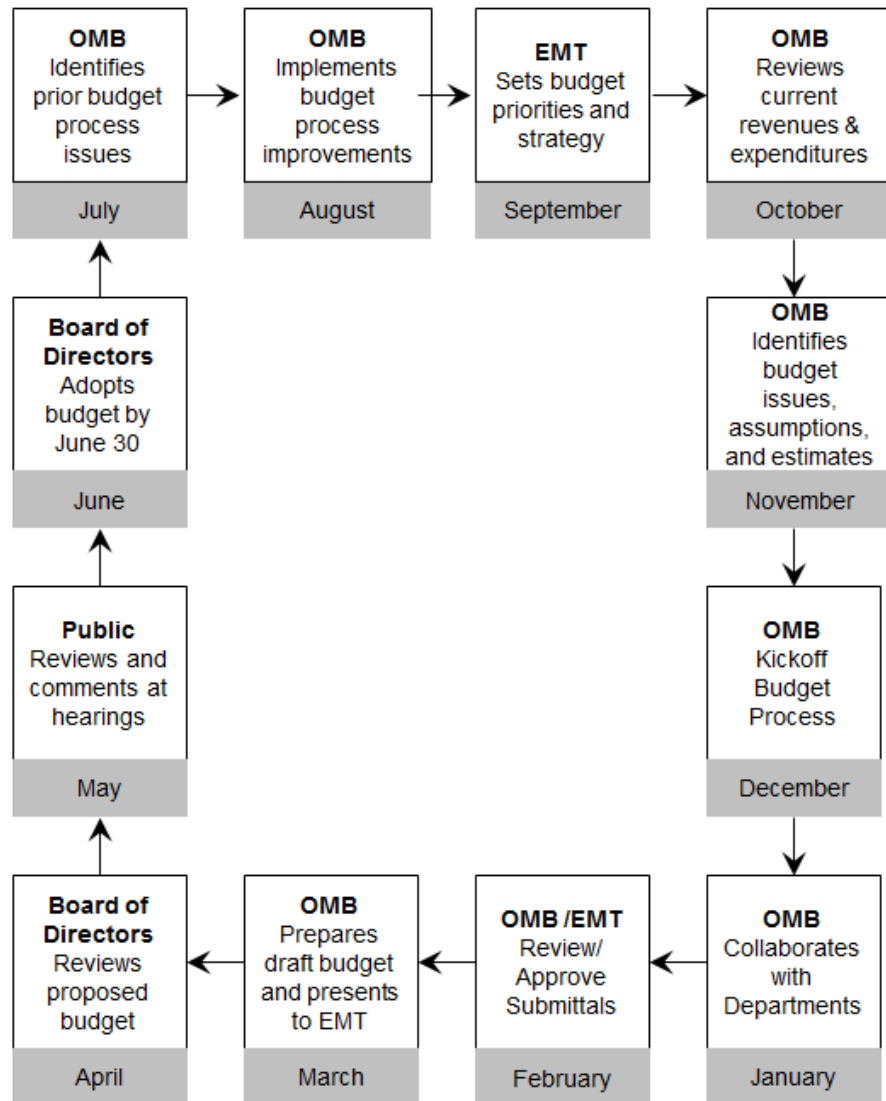 OMB
Identifies
prior budget
process
issues
July
OMB
Implements
budget
process
improvements
August
EMT
Sets budget
priorities and
strategy
September
OMB
Reviews
current
revenues &
expenditures
October
OMB
Identifies
budget
issues,
assumptions,
and estimates
November
OMB
Kickoff
Budget
Process
December
OMB
Collaborates
with
Departments
January
OMB /EMT
Review/
Approve
Submittals
February
OMB
Prepares
draft budget
and presents
to EMT
March
Board of
Directors
Reviews
proposed
budget
April
Public
Reviews and
comments at
hearings
May
Board of
Directors
Adopts
budget by
June 30
June